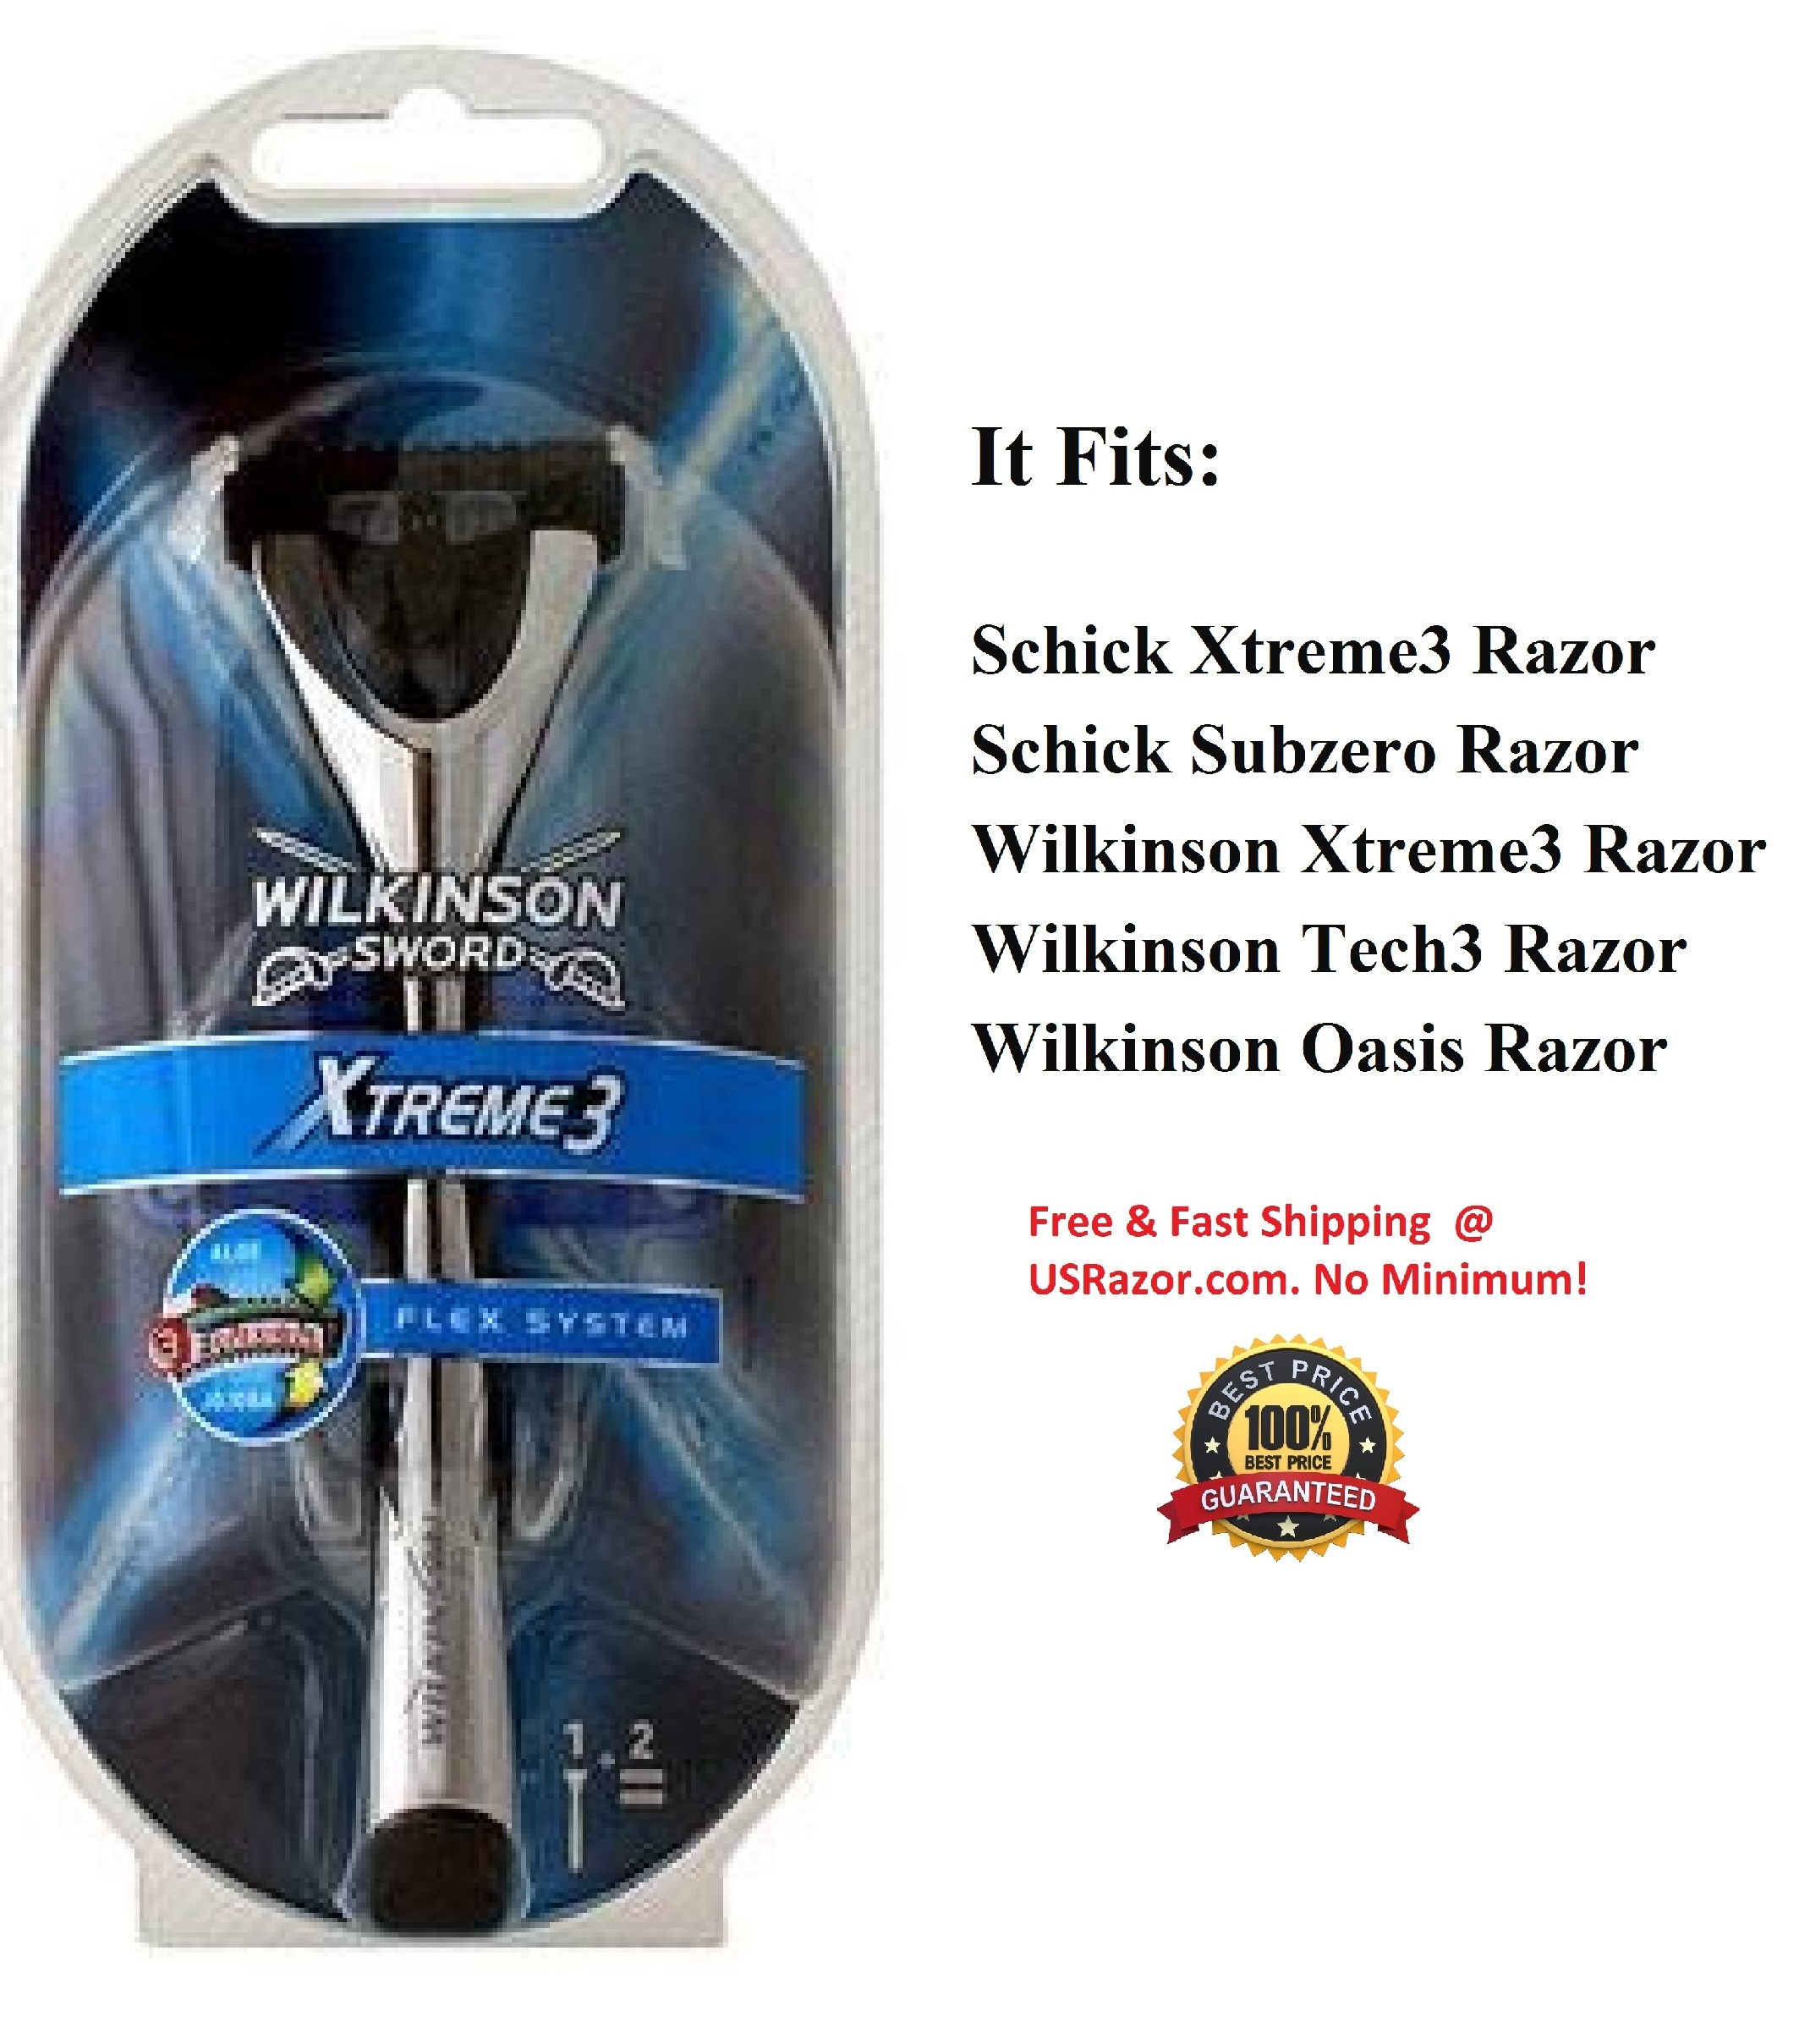 WILKINSON
SWORD
XTREME3
ALOE
FLEX SYSTEM
1.2
It Fits:
Schick Xtreme3 Razor
Schick Subzero Razor
Wilkinson Xtreme3 Razor
Wilkinson Tech3 Razor
Wilkinson Oasis Razor
Free & Fast Shipping @
USRazor.com. No Minimum!
BEST PRICE
100%
BEST PRICE
GUARANTEED